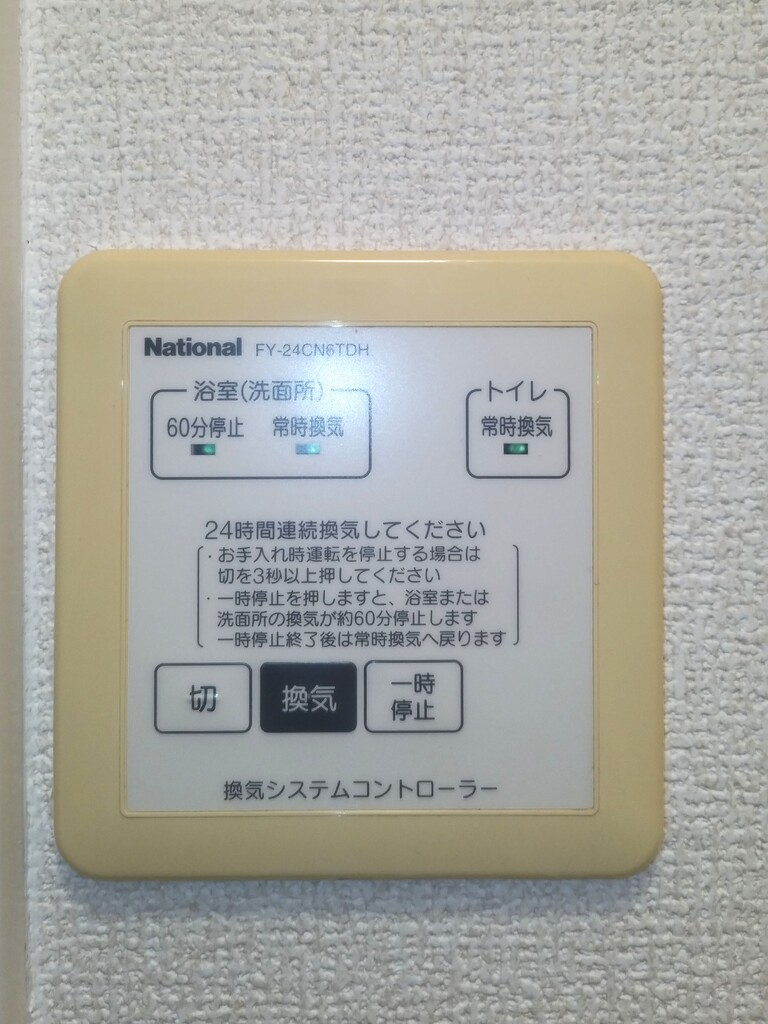 National FY-24CN6TDH
浴室(洗面所)
トイレ
60分停止 常時換気
常時換気
24時間連続換気してください
・お手入れ時運転を停止する場合は
切を3秒以上押してください
・一時停止を押しますと、浴室または
洗面所の換気が約60分停止します
一時停止終了後は常時換気へ戻ります
切
換気
一時
停止
換気システムコントローラー